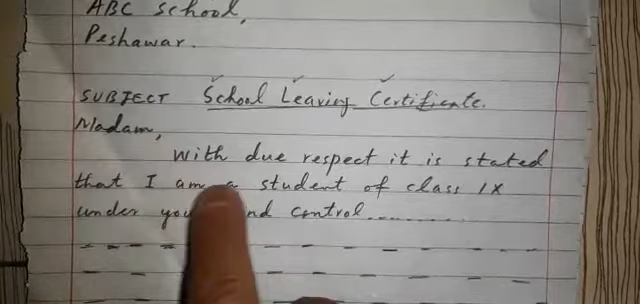 ABC School,
Peshawar.
SUBJECT School Leaving Certificate.
Madam,
With due respect it is stated
that I am a student of class IX
under control.........